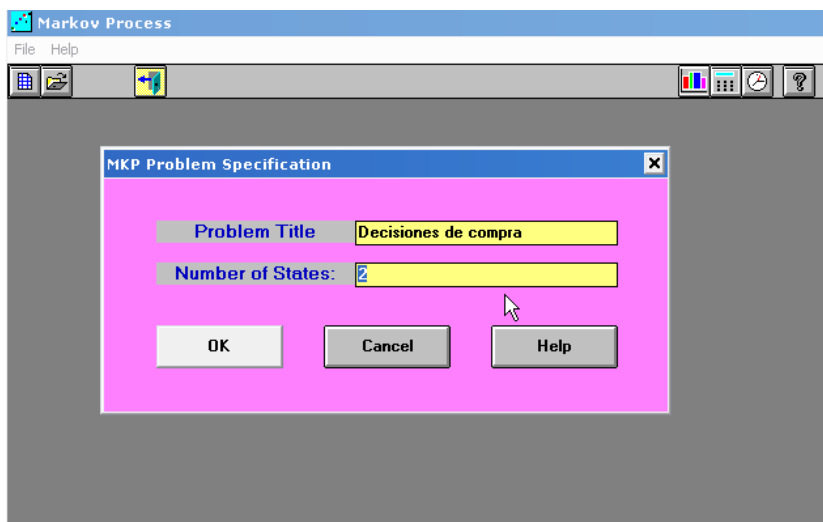 Markov Process
File Help
MKP Problem Specification
Problem Title Decisiones de compra
Number of States: 2
OK Cancel Help